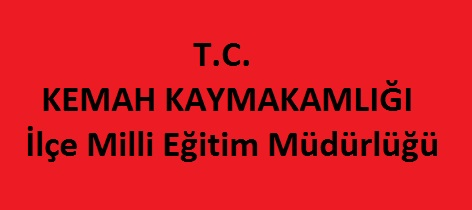 T.C.
KEMAH KAYMAKAMLIĞI
İlçe Milli Eğitim Müdürlüğü